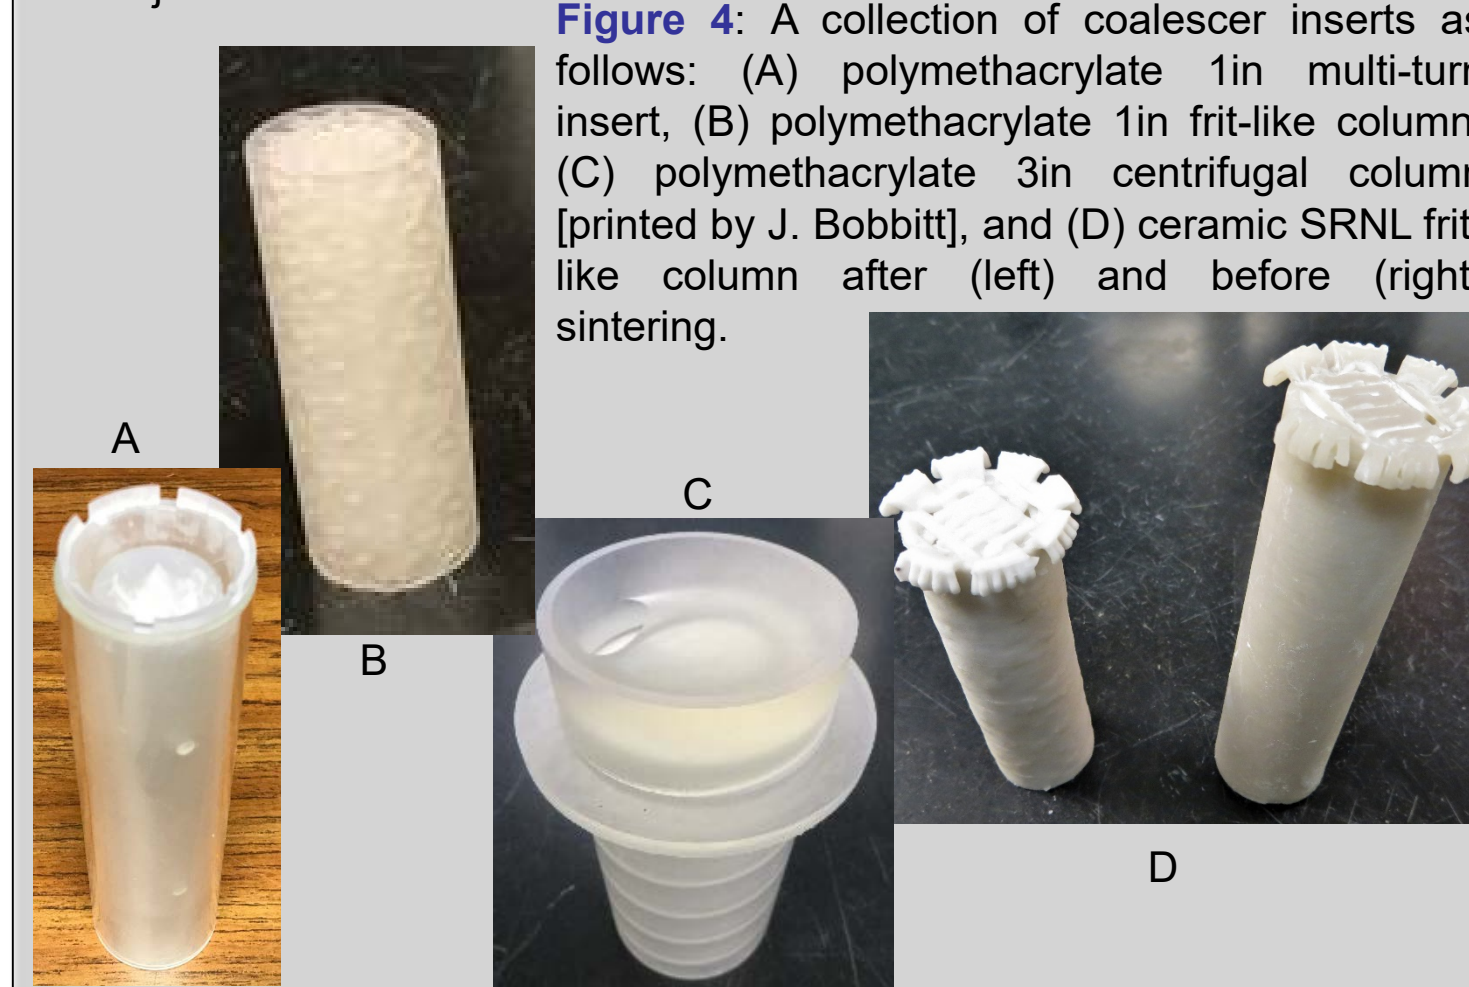 Figure 4: A collection of coalescer inserts as
follows: (A) polymethacrylate 1in multi-turn
insert, (B) polymethacrylate 1in frit-like column
(C) polymethacrylate 3in centrifugal column
[printed by J. Bobbitt], and (D) ceramic SRNL frit-
like column after (left) and before (right)
sintering.
A
C
B
D